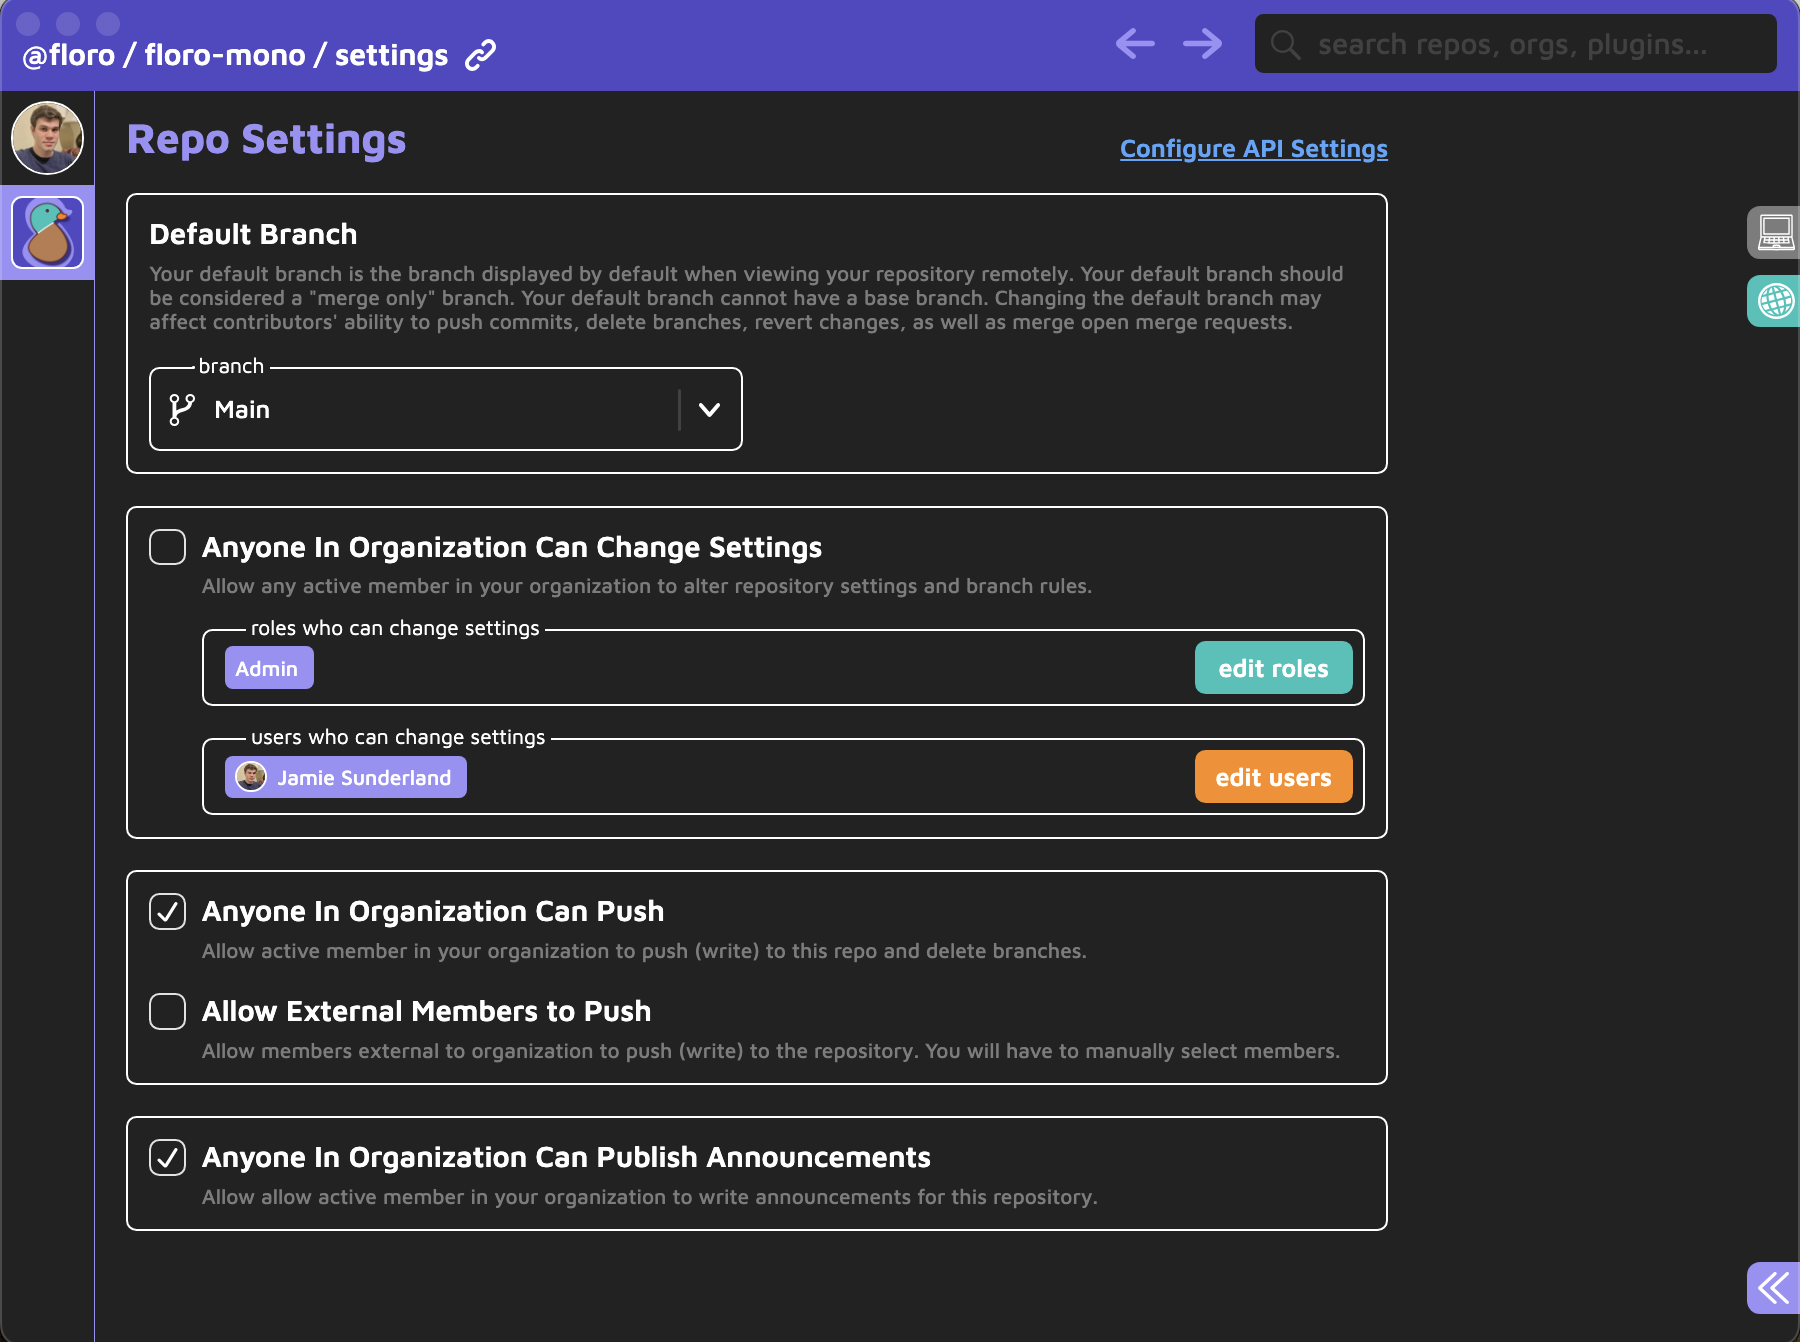 @floro / floro-mono / settings
search repos, orgs, plugins...
Repo Settings
Configure API Settings
Default Branch
Your default branch is the branch displayed by default when viewing your repository remotely. Your default branch should
be considered a "merge only" branch. Your default branch cannot have a base branch. Changing the default branch may
affect contributors' ability to push commits, delete branches, revert changes, as well as merge open merge requests.
branch
Main
Anyone In Organization Can Change Settings
Allow any active member in your organization to alter repository settings and branch rules.
roles who can change settings
Admin
edit roles
users who can change settings
Jamie Sunderland
edit users
Anyone In Organization Can Push
Allow active member in your organization to push (write) to this repo and delete branches.
Allow External Members to Push
Allow members external to organization to push (write) to the repository. You will have to manually select members.
Anyone In Organization Can Publish Announcements
Allow allow active member in your organization to write announcements for this repository.